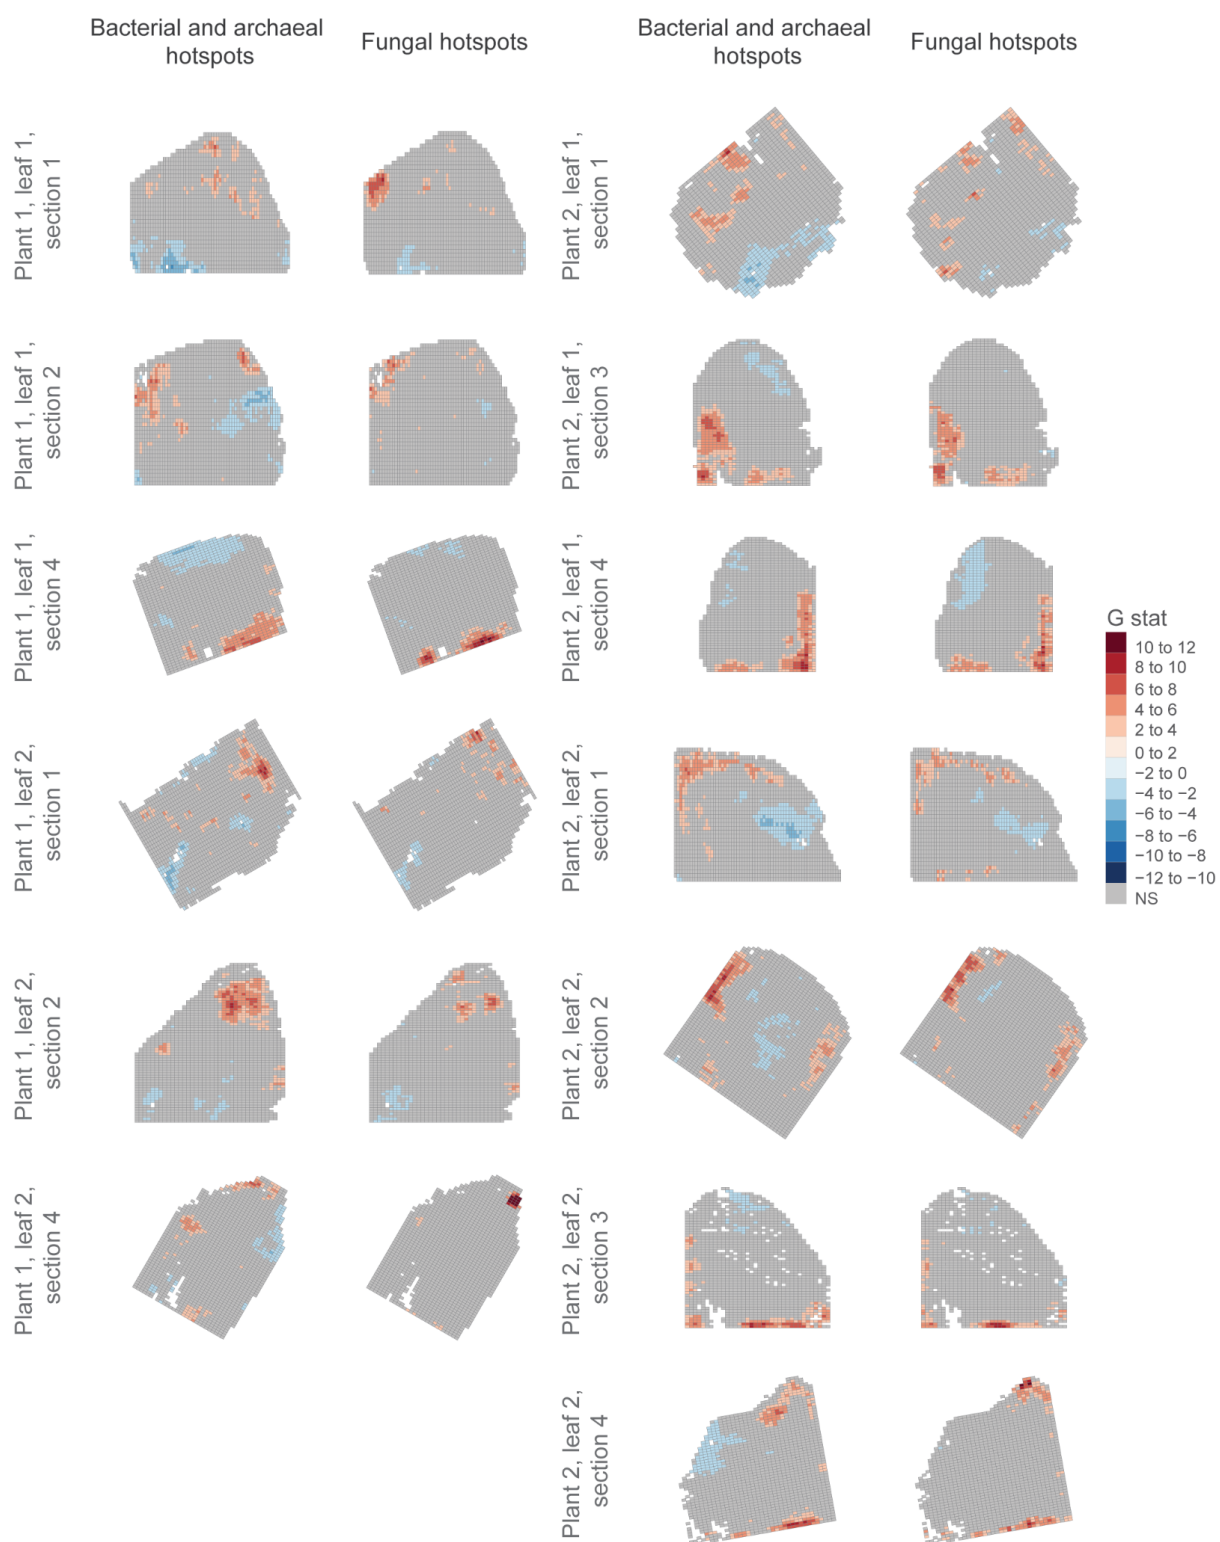 Bacterial and archaeal
hotspots
Fungal hotspots
Bacterial and archaeal
hotspots
Fungal hotspots
Plant 1, leaf 1,
section 1
Plant 2, leaf 1,
section 1
Plant 1, leaf 1,
section 2
Plant 2, leaf 1,
section 3
Plant 1, leaf 1,
section 4
Plant 2, leaf 1,
section 4
Plant 1, leaf 2,
section 1
Plant 2, leaf 2,
section 1
Plant 1, leaf 2,
section 2
Plant 2, leaf 2,
section 2
Plant 1, leaf 2,
section 4
Plant 2, leaf 2,
section 3
Plant 2, leaf 2,
section 4
G stat
10 to 12
8 to 10
6 to 8
4 to 6
2 to 4
0 to 2
−2 to 0
−4 to −2
−6 to −4
−8 to −6
−10 to −8
−12 to −10
NS